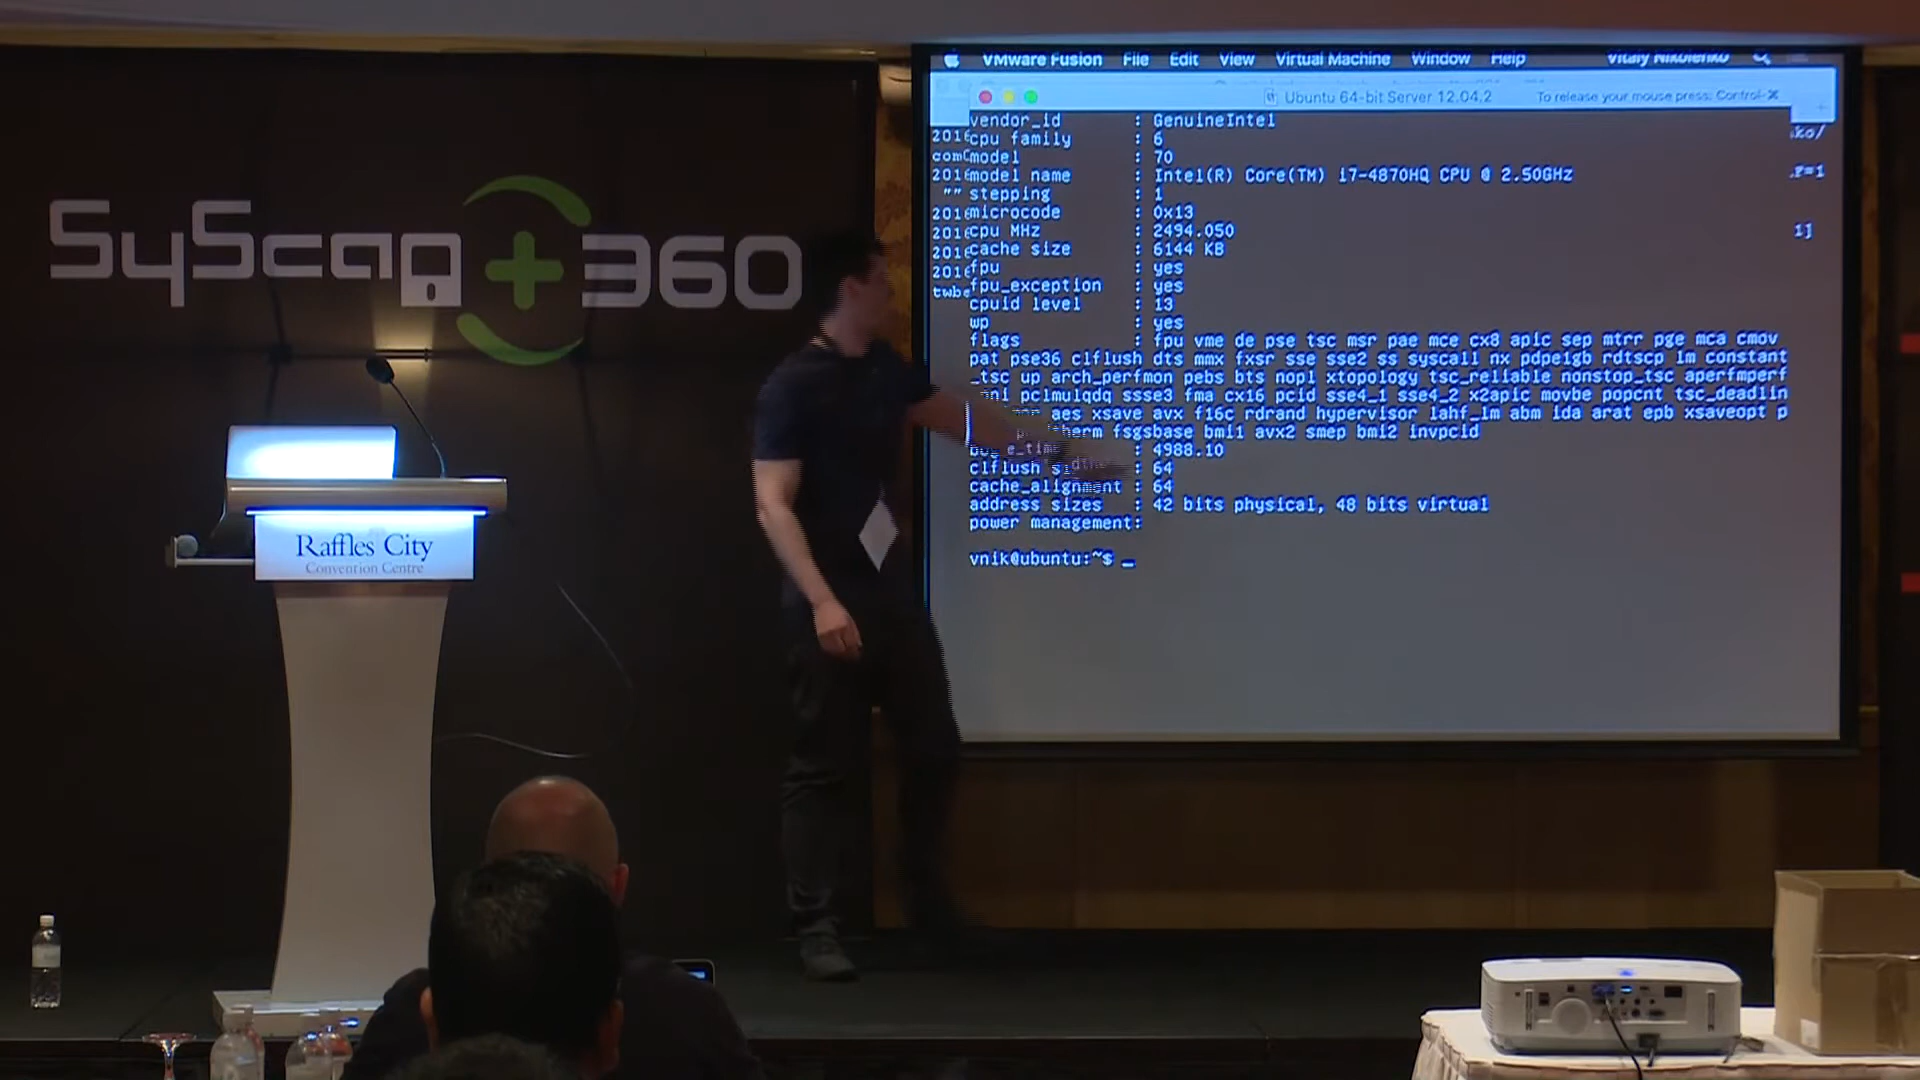 SyScan+360
Raffles City
Convention Centre
VMware Fusion File Edit View Virtual Machine Window Help Vitaly Nikolenko
Ubuntu 64-bit Server 12.04.2 To release your mouse press: Control-⌘
vendor_id : GenuineIntel
cpu family : 6
model : 70
model name : Intel(R) Core(TM) i7-4870HQ CPU @ 2.50GHz
stepping : 1
microcode : 0x13
cpu MHz : 2494.050
cache size : 6144 KB
fpu : yes
fpu_exception : yes
cpuid level : 13
wp : yes
flags : fpu vme de pse tsc msr pae mce cx8 apic sep mtrr pge mca cmov
pat pse36 clflush dts mmx fxsr sse sse2 ss syscall nx pdpe1gb rdtscp lm constant
_tsc up arch_perfmon pebs bts nopl xtopology tsc_reliable nonstop_tsc aperfmperf
pclmulqdq ssse3 fma cx16 pcid sse4_1 sse4_2 x2apic movbe popcnt tsc_deadlin
aes xsave avx f16c rdrand hypervisor lahf_lm abm ida arat epb xsaveopt p
fsgsbase bmi1 avx2 smep bmi2 invpcid
: 4988.10
clflush : 64
cache_alignment : 64
address sizes : 42 bits physical, 48 bits virtual
power management:
vnik@ubuntu:~$ _